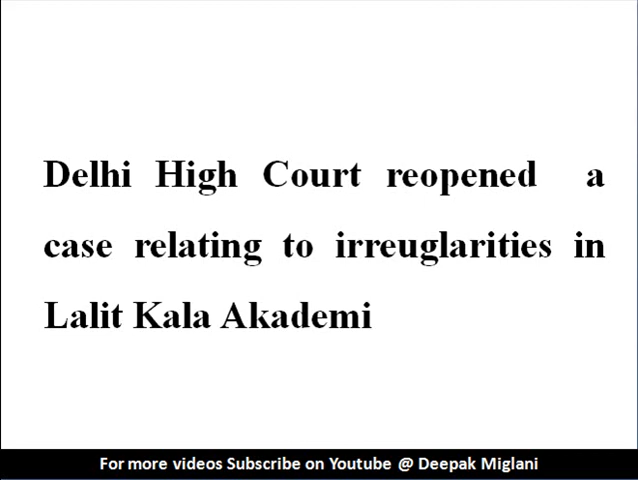 Delhi High Court reopened a
case relating to irreuglarities in
Lalit Kala Akademi
For more videos Subscribe on Youtube @ Deepak Miglani